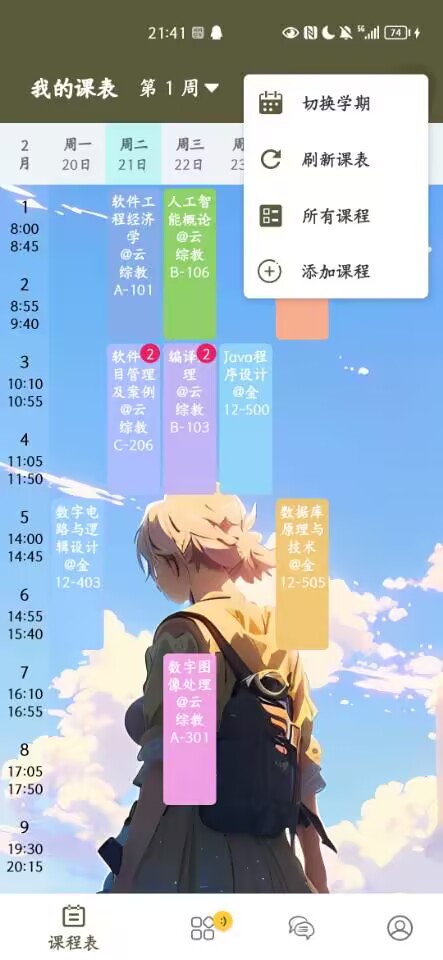 21:41
5G
74
我的课表 第 1 周
切换学期
刷新课表
所有课程
添加课程
2
月
周一
20日
周二
21日
周三
22日
周
23
1
8:00
8:45
2
8:55
9:40
3
10:10
10:55
4
11:05
11:50
5
14:00
14:45
6
14:55
15:40
7
16:10
16:55
8
17:05
17:50
9
19:30
20:15
软件工
程经济
学
@云
综教
A-101
人工智
能概论
@云
综教
B-106
软件
2
目管理
及案例
@云
综教
C-206
编译
2
理
@云
综教
B-103
Java程
序设计
@金
12-500
数字电
路与逻
辑设计
@金
12-403
数据库
原理与
技术
@金
12-505
数字图
像处理
@云
综教
A-301
课程表